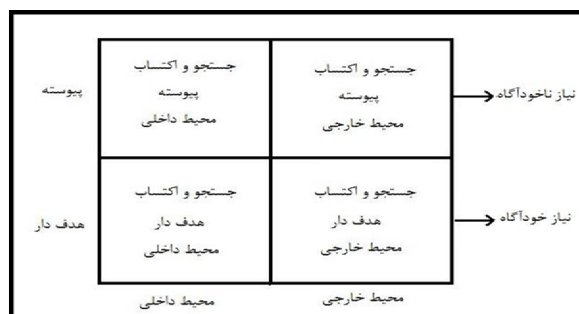 جستجو و اکتساب
پیوسته
محیط خارجی
جستجو و اکتساب
پیوسته
محیط داخلی
پیوسته
نیاز ناخودآگاه
جستجو و اکتساب
هدف دار
محیط خارجی
جستجو و اکتساب
هدف دار
محیط داخلی
هدف دار
نیاز خودآگاه
محیط خارجی
محیط داخلی